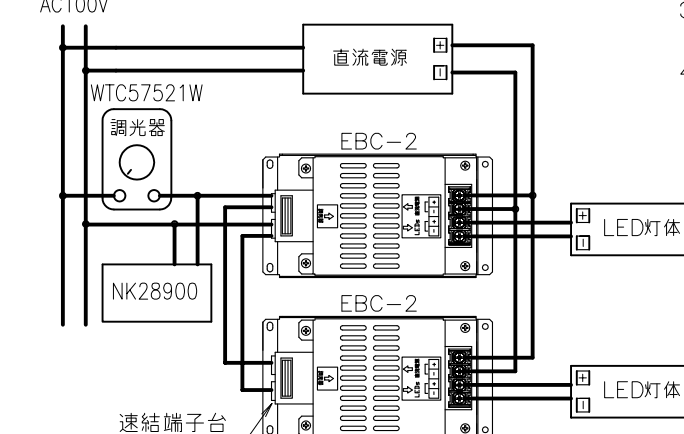 AC100V
直流電源
+
−
WTC57521W
調光器
EBC−2
LED灯体
+
−
NK28900
EBC−2
LED灯体
+
−
速結端子台